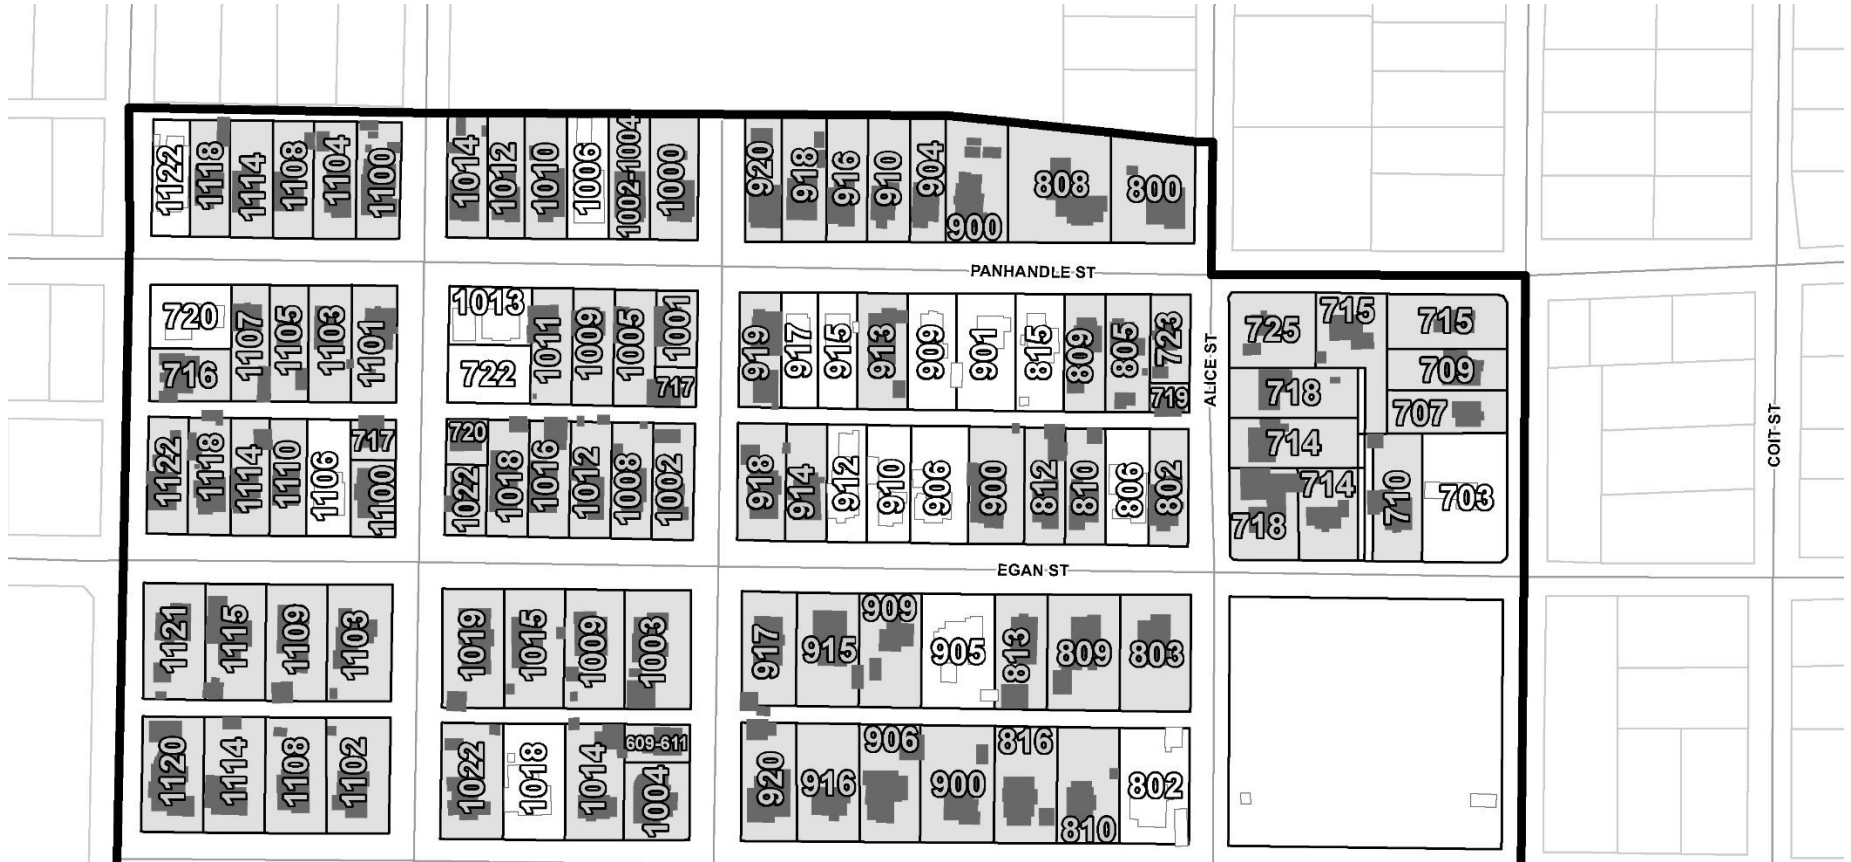 1122 1118 1114 1108 1104 1100 1014 1012 1010 1006 1002-1004 1000 920 918 916 910 904 900 808 800
PANHANDLE ST
720 1107 1105 1103 1101 1013 1011 1009 1005 1001 919 917 915 913 909 901 815 809 805 723 725 715 715
716 722 717 719 718 709
ALICE ST
707
1122 1118 1114 1110 1106 717 1100 720 1022 1018 1016 1012 1008 1002 918 914 912 910 906 900 812 810 806 802 714 718 714 710 703
COIT ST
EGAN ST
1121 1115 1109 1103 1019 1015 1009 1003 917 915 909 905 813 809 803
1120 1114 1108 1102 1022 1018 1014 609-611 1004 920 916 906 900 816 810 802